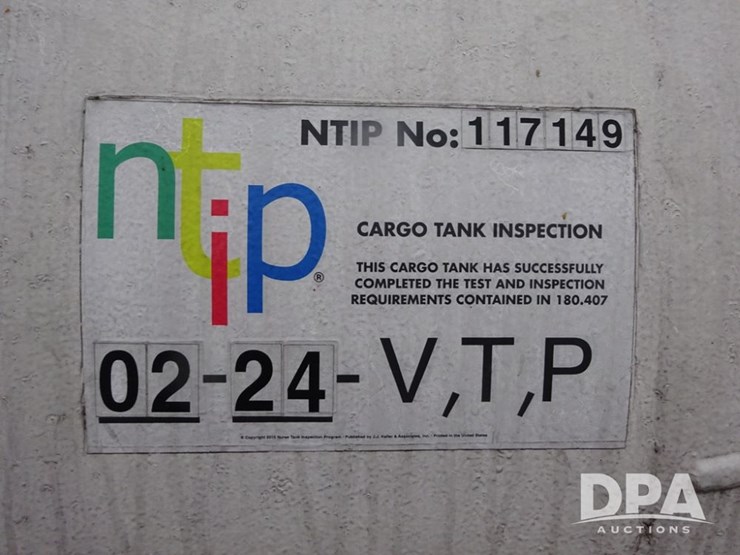 ntip®
NTIP No: 117149
CARGO TANK INSPECTION
THIS CARGO TANK HAS SUCCESSFULLY
COMPLETED THE TEST AND INSPECTION
REQUIREMENTS CONTAINED IN 180.407
02-24-V,T,P
DPA
AUCTIONS